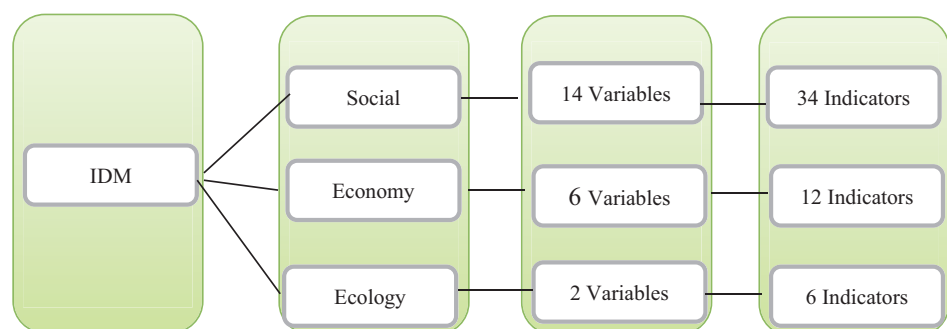 IDM
Social
14 Variables
34 Indicators
Economy
6 Variables
12 Indicators
Ecology
2 Variables
6 Indicators